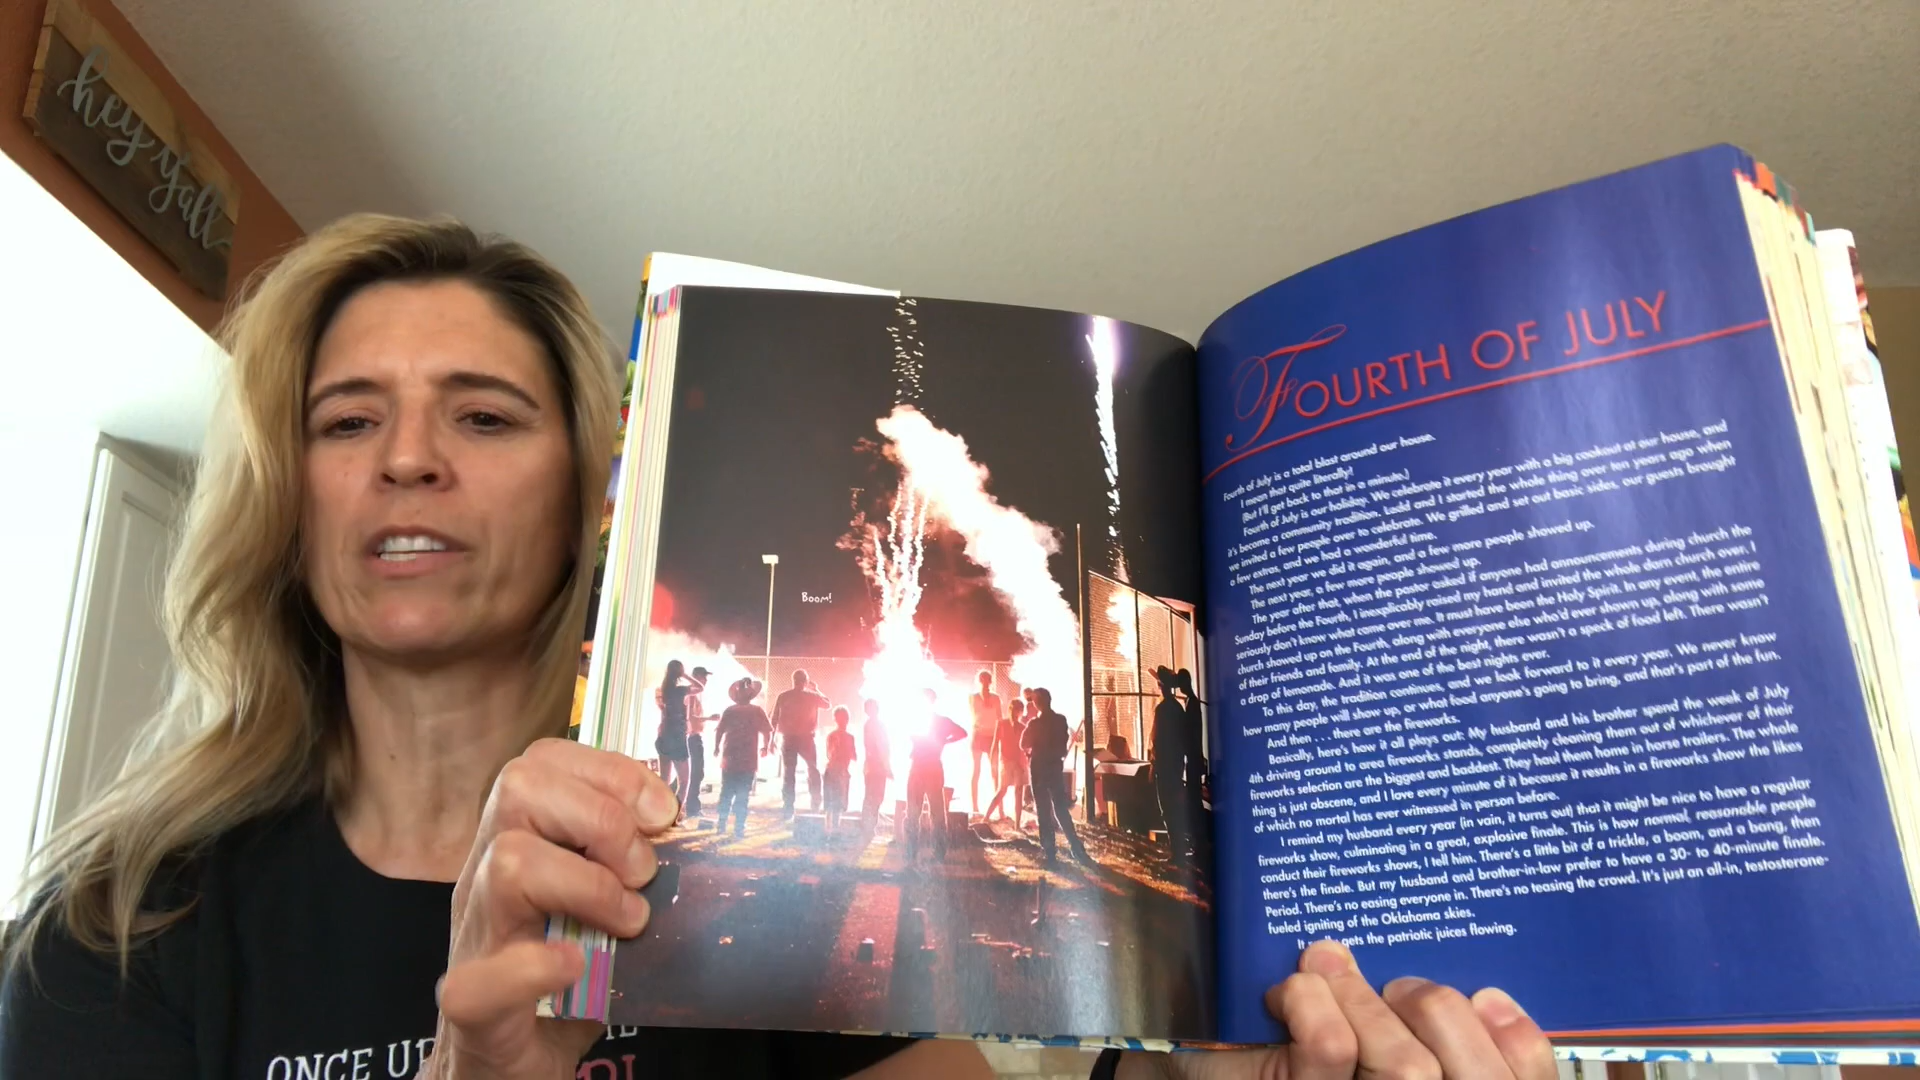 hey y'all
Boom!
FOURTH OF JULY
Fourth of July is a total blast around our house.
I mean that quite literally!
(But I'll get back to that in a minute.)
Fourth of July is our holiday. We celebrate it every year with a big cookout at our house, and
it's become a community tradition. Ladd and I started the whole thing over ten years ago when
we invited a few people over to celebrate. We grilled and set out basic sides, our guests brought
a few extras, and we had a wonderful time.
The next year we did it again, and a few more people showed up.
The next year, a few more people showed up.
The year after that, when the pastor asked if anyone had announcements during church the
Sunday before the Fourth, I inexplicably raised my hand and invited the whole darn church over. I
seriously don't know what came over me. It must have been the Holy Spirit. In any event, the entire
church showed up on the Fourth, along with everyone else who'd ever shown up, along with some
of their friends and family. At the end of the night, there wasn't a speck of food left. There wasn't
a drop of lemonade. And it was one of the best nights ever.
To this day, the tradition continues, and we look forward to it every year. We never know
how many people will show up, or what food anyone's going to bring, and that's part of the fun.
And then . . . there are the fireworks.
Basically, here's how it all plays out: My husband and his brother spend the week of July
4th driving around to area fireworks stands, completely cleaning them out of whichever of their
fireworks selection are the biggest and baddest. They haul them home in horse trailers. The whole
thing is just obscene, and I love every minute of it because it results in a fireworks show the likes
of which no mortal has ever witnessed in person before.
I remind my husband every year (in vain, it turns out) that it might be nice to have a regular
fireworks show, culminating in a great, explosive finale. This is how normal, reasonable people
conduct their fireworks shows, I tell him. There's a little bit of a trickle, a boom, and a bang, then
there's the finale. But my husband and brother-in-law prefer to have a 30- to 40-minute finale.
Period. There's no easing everyone in. There's no teasing the crowd. It's just an all-in, testosterone-
fueled igniting of the Oklahoma skies.
It really gets the patriotic juices flowing.
ONCE UP